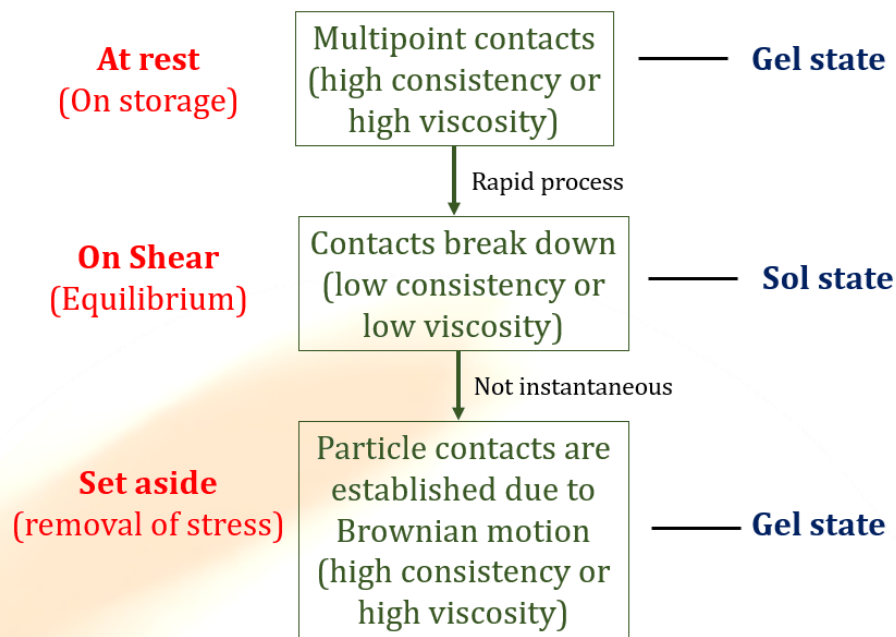 At rest
(On storage)
Multipoint contacts
(high consistency or
high viscosity)
Gel state
Rapid process
On Shear
(Equilibrium)
Contacts break down
(low consistency or
low viscosity)
Sol state
Not instantaneous
Set aside
(removal of stress)
Particle contacts are
established due to
Brownian motion
(high consistency or
high viscosity)
Gel state